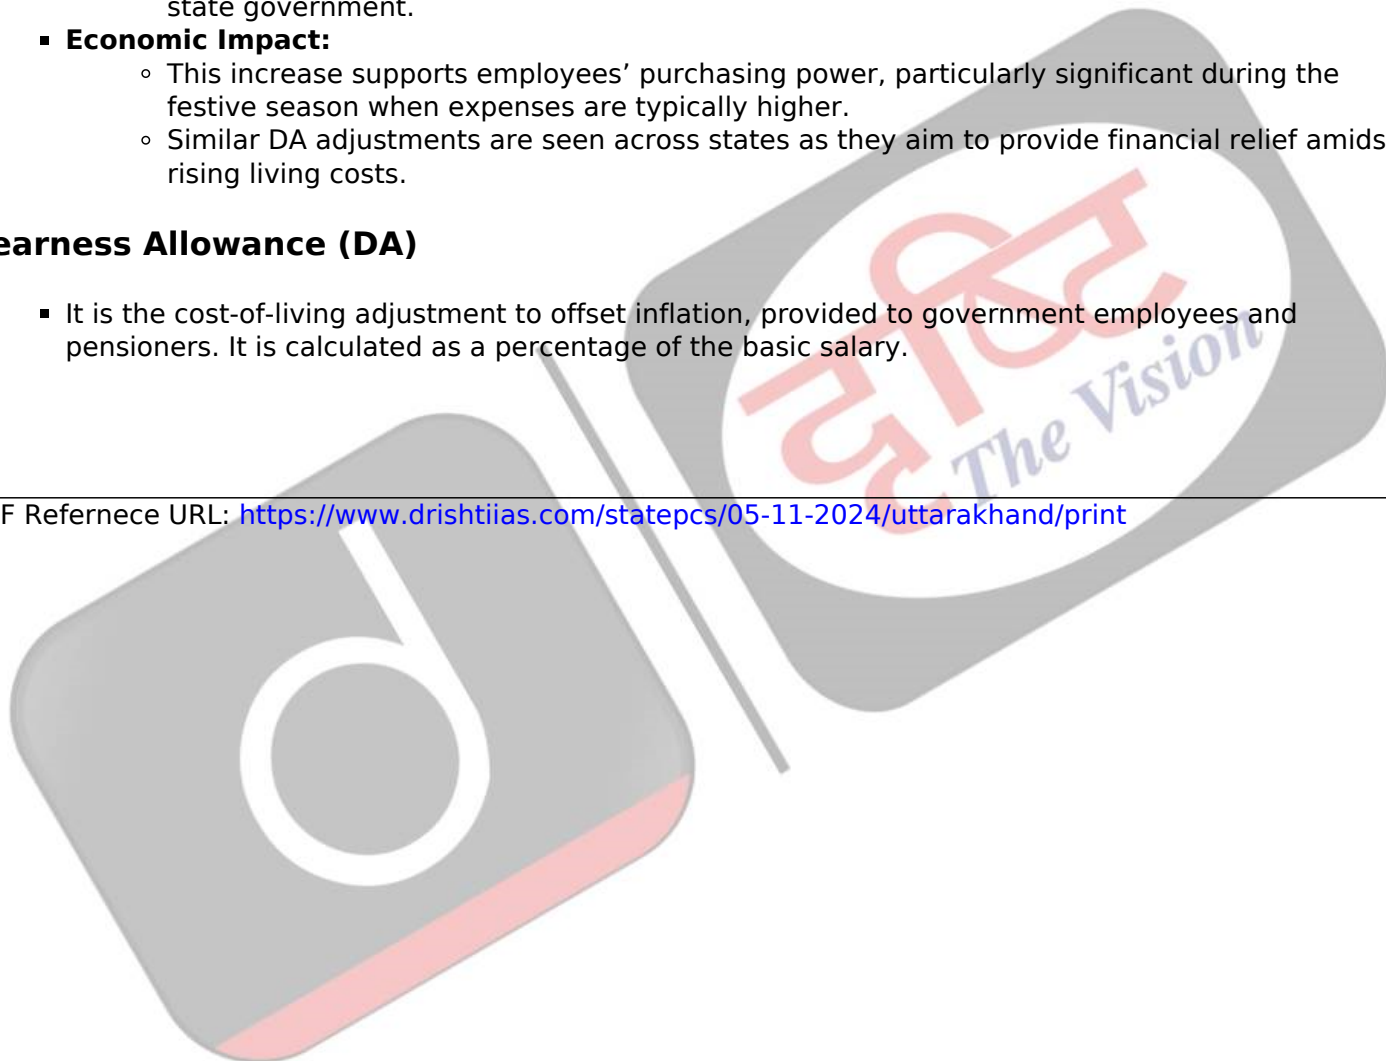 state government.
▪ Economic Impact:
◦ This increase supports employees’ purchasing power, particularly significant during the
festive season when expenses are typically higher.
◦ Similar DA adjustments are seen across states as they aim to provide financial relief amids
rising living costs.
earness Allowance (DA)
▪ It is the cost-of-living adjustment to offset inflation, provided to government employees and
pensioners. It is calculated as a percentage of the basic salary.
दृष्टि
The Vision
F Refernece URL: https://www.drishtiias.com/statepcs/05-11-2024/uttarakhand/print
d